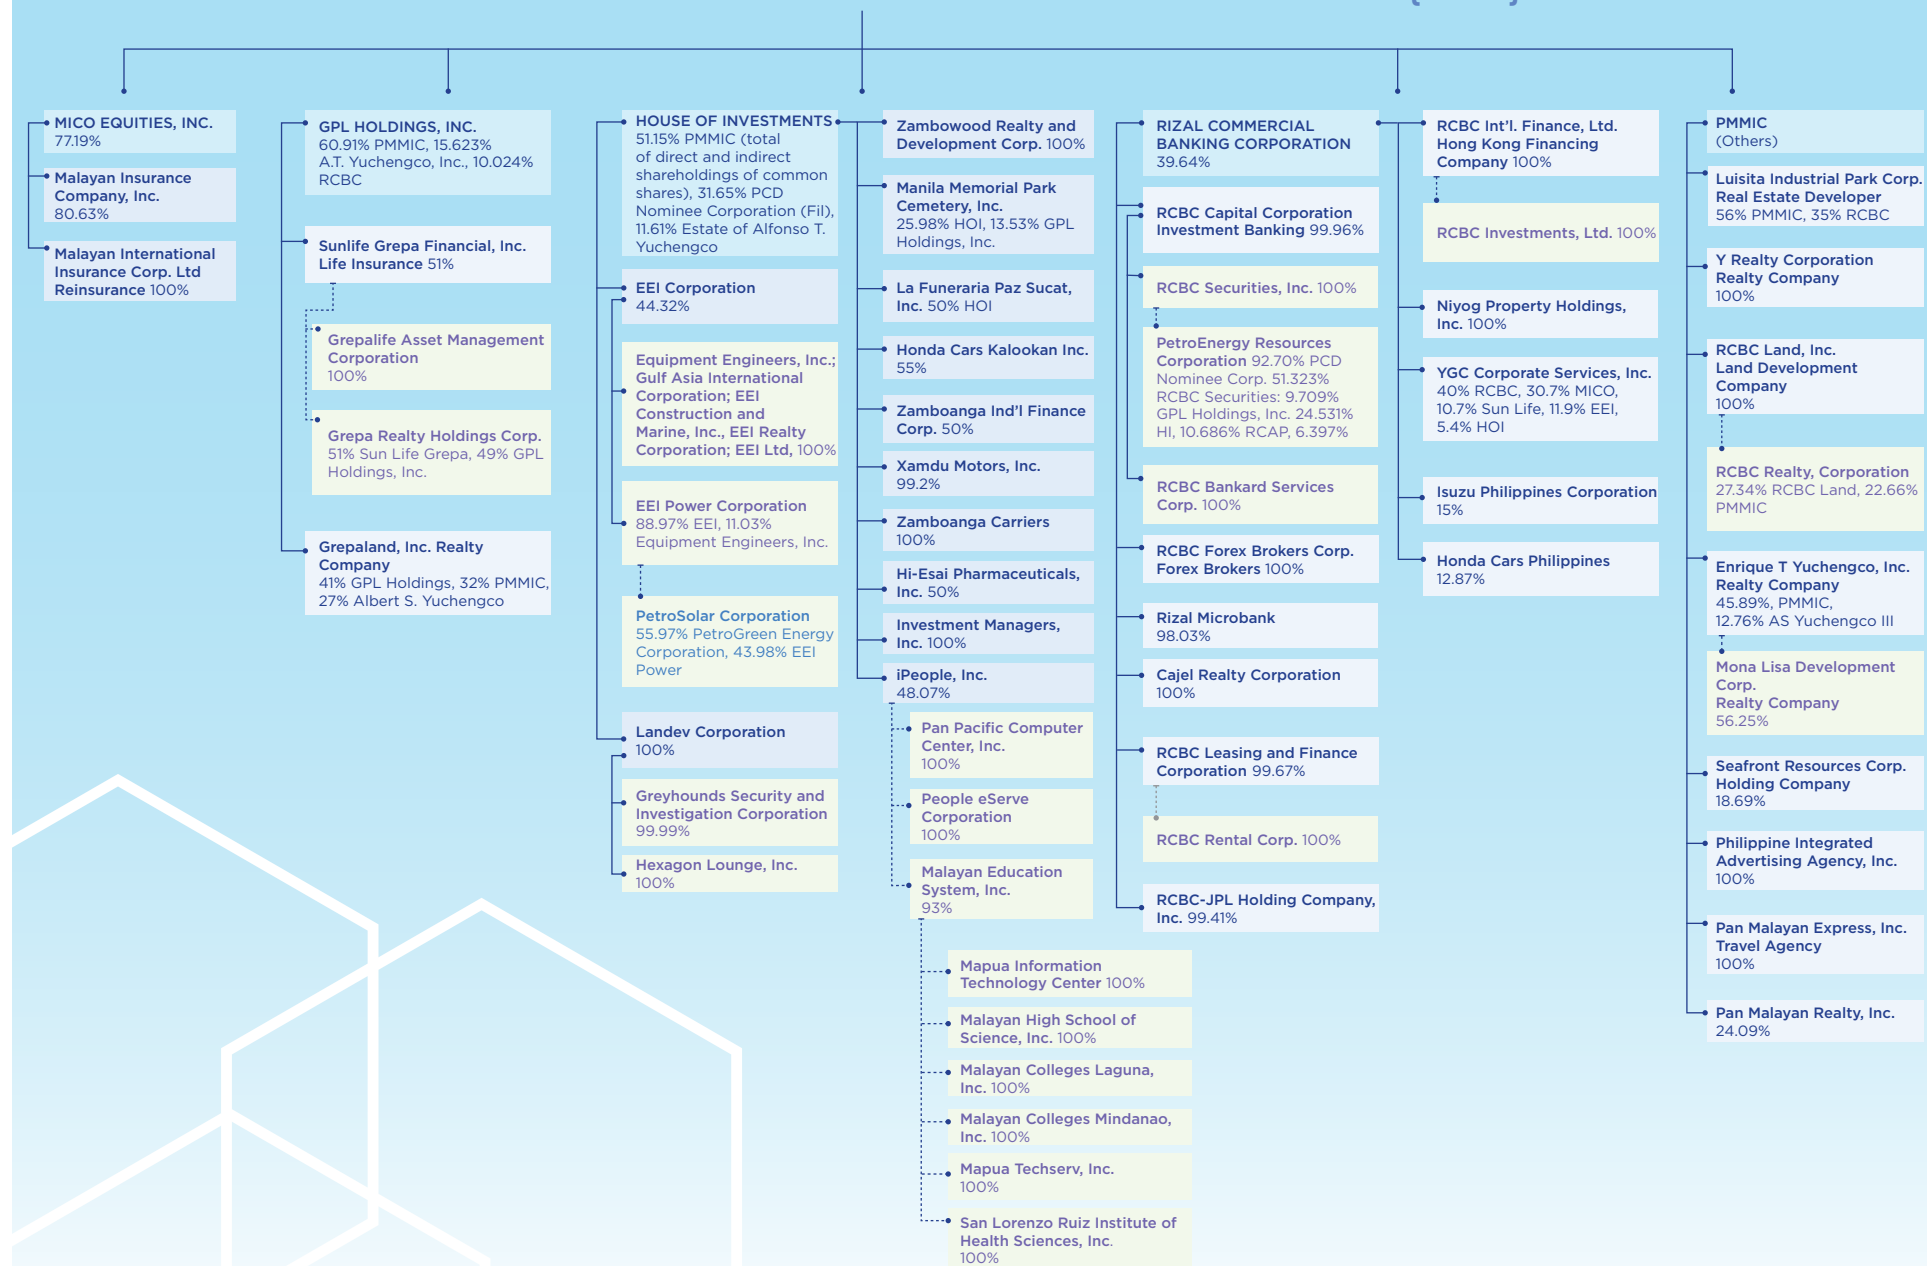 MICO EQUITIES, INC.
77.19%
Malayan Insurance
Company, Inc.
80.63%
Malayan International
Insurance Corp. Ltd
Reinsurance 100%
GPL HOLDINGS, INC.
60.91% PMMIC, 15.623%
A.T. Yuchengco, Inc., 10.024%
RCBC
Sunlife Grepa Financial, Inc.
Life Insurance 51%
Grepalife Asset Management
Corporation
100%
Grepa Realty Holdings Corp.
51% Sun Life Grepa, 49% GPL
Holdings, Inc.
Grepaland, Inc. Realty
Company
41% GPL Holdings, 32% PMMIC,
27% Albert S. Yuchengco
HOUSE OF INVESTMENTS
51.15% PMMIC (total
of direct and indirect
shareholdings of common
shares), 31.65% PCD
Nominee Corporation (Fil),
11.61% Estate of Alfonso T.
Yuchengco
EEI Corporation
44.32%
Equipment Engineers, Inc.;
Gulf Asia International
Corporation; EEI
Construction and
Marine, Inc., EEI Realty
Corporation; EEI Ltd, 100%
EEI Power Corporation
88.97% EEI, 11.03%
Equipment Engineers, Inc.
PetroSolar Corporation
55.97% PetroGreen Energy
Corporation, 43.98% EEI
Power
Landev Corporation
100%
Greyhounds Security and
Investigation Corporation
99.99%
Hexagon Lounge, Inc.
100%
Zambowood Realty and
Development Corp. 100%
Manila Memorial Park
Cemetery, Inc.
25.98% HOI, 13.53% GPL
Holdings, Inc.
La Funeraria Paz Sucat,
Inc. 50% HOI
Honda Cars Kalookan Inc.
55%
Zamboanga Ind’l Finance
Corp. 50%
Xamdu Motors, Inc.
99.2%
Zamboanga Carriers
100%
Hi-Esai Pharmaceuticals,
Inc. 50%
Investment Managers,
Inc. 100%
iPeople, Inc.
48.07%
Pan Pacific Computer
Center, Inc.
100%
People eServe
Corporation
100%
Malayan Education
System, Inc.
93%
Mapua Information
Technology Center 100%
Malayan High School of
Science, Inc. 100%
Malayan Colleges Laguna,
Inc. 100%
Malayan Colleges Mindanao,
Inc. 100%
Mapua Techserv, Inc.
100%
San Lorenzo Ruiz Institute of
Health Sciences, Inc.
100%
RIZAL COMMERCIAL
BANKING CORPORATION
39.64%
RCBC Capital Corporation
Investment Banking 99.96%
RCBC Securities, Inc. 100%
PetroEnergy Resources
Corporation 92.70% PCD
Nominee Corp. 51.323%
RCBC Securities: 9.709%
GPL Holdings, Inc. 24.531%
HI, 10.686% RCAP, 6.397%
RCBC Bankard Services
Corp. 100%
RCBC Forex Brokers Corp.
Forex Brokers 100%
Rizal Microbank
98.03%
Cajel Realty Corporation
100%
RCBC Leasing and Finance
Corporation 99.67%
RCBC Rental Corp. 100%
RCBC-JPL Holding Company,
Inc. 99.41%
RCBC Int’l. Finance, Ltd.
Hong Kong Financing
Company 100%
RCBC Investments, Ltd. 100%
Niyog Property Holdings,
Inc. 100%
YGC Corporate Services, Inc.
40% RCBC, 30.7% MICO,
10.7% Sun Life, 11.9% EEI,
5.4% HOI
Isuzu Philippines Corporation
15%
Honda Cars Philippines
12.87%
PMMIC
(Others)
Luisita Industrial Park Corp.
Real Estate Developer
56% PMMIC, 35% RCBC
Y Realty Corporation
Realty Company
100%
RCBC Land, Inc.
Land Development
Company
100%
RCBC Realty, Corporation
27.34% RCBC Land, 22.66%
PMMIC
Enrique T Yuchengco, Inc.
Realty Company
45.89%, PMMIC,
12.76% AS Yuchengco III
Mona Lisa Development
Corp.
Realty Company
56.25%
Seafront Resources Corp.
Holding Company
18.69%
Philippine Integrated
Advertising Agency, Inc.
100%
Pan Malayan Express, Inc.
Travel Agency
100%
Pan Malayan Realty, Inc.
24.09%